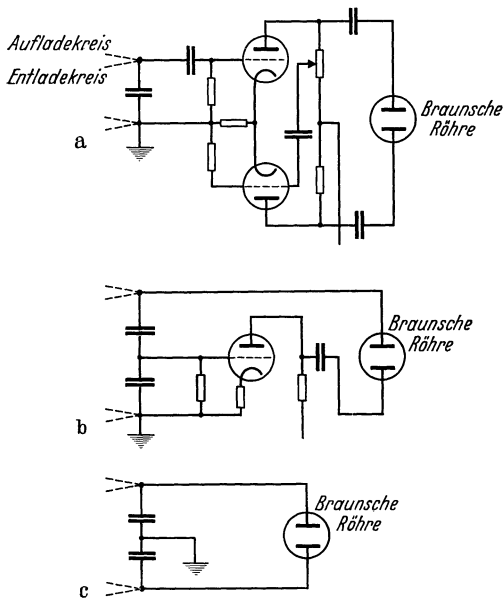 Aufladekreis
Entladekreis
Braunsche
Röhre
a
Braunsche
Röhre
b
Braunsche
Röhre
c